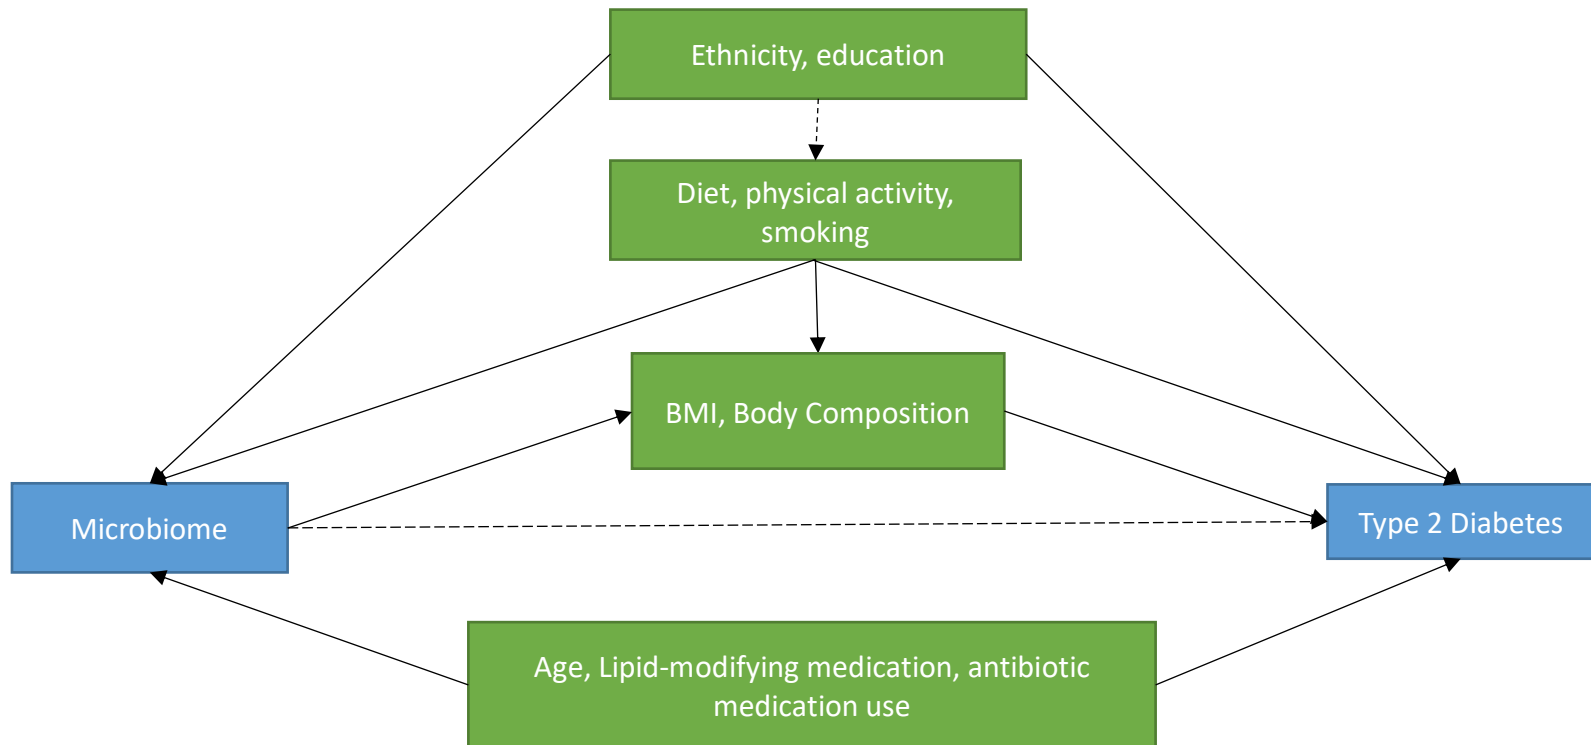 Ethnicity, education
Diet, physical activity,
smoking
BMI, Body Composition
Microbiome
Type 2 Diabetes
Age, Lipid-modifying medication, antibiotic
medication use